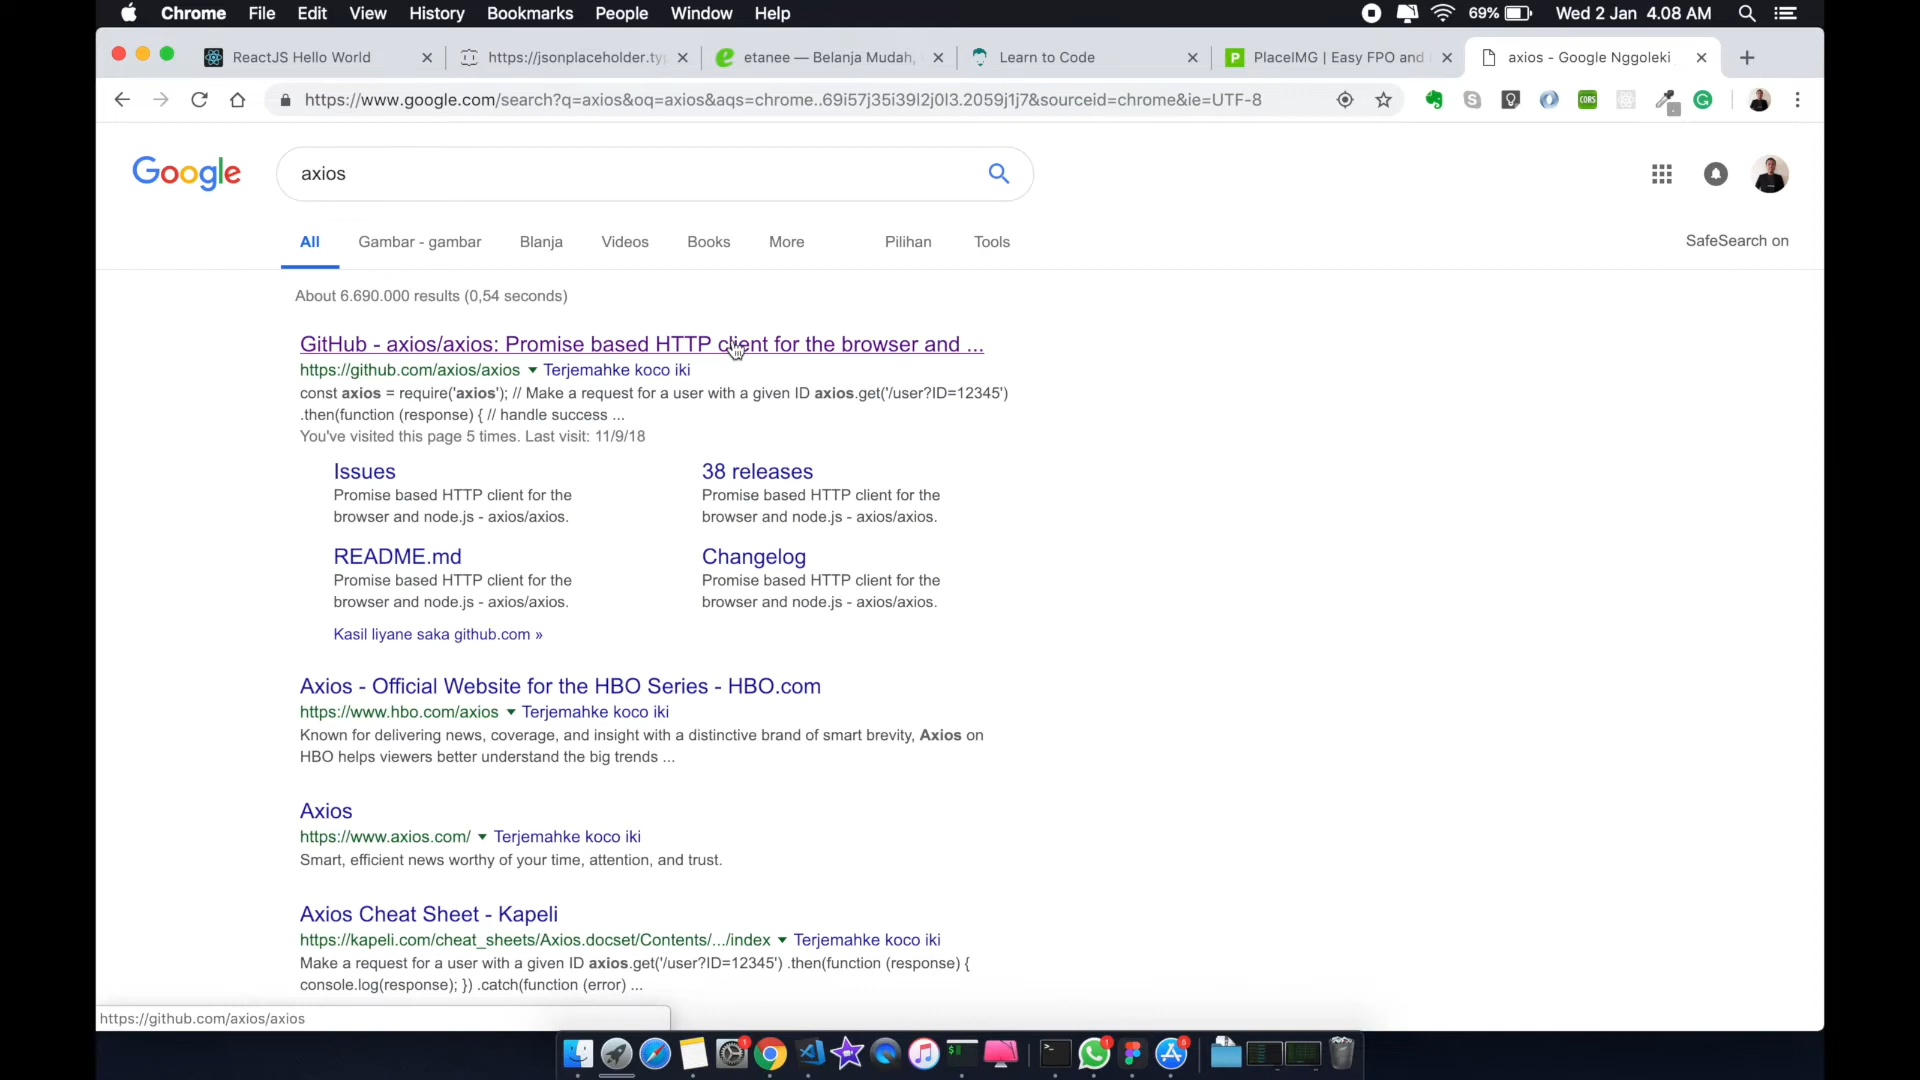 Chrome File Edit View History Bookmarks People Window Help 69% Wed 2 Jan 4.08 AM
ReactJS Hello World https://jsonplaceholder.ty etanee — Belanja Mudah, Learn to Code PlaceIMG | Easy FPO and axios - Google Nggoleki
https://www.google.com/search?q=axios&oq=axios&aqs=chrome..69i57j35i39l2j0l3.2059j1j7&sourceid=chrome&ie=UTF-8
CORS
Google axios
All Gambar - gambar Blanja Videos Books More Pilihan Tools SafeSearch on
About 6.690.000 results (0,54 seconds)
GitHub - axios/axios: Promise based HTTP client for the browser and ...
https://github.com/axios/axios Terjemahke koco iki
const axios = require('axios'); // Make a request for a user with a given ID axios.get('/user?ID=12345')
.then(function (response) { // handle success ...
You've visited this page 5 times. Last visit: 11/9/18
Issues
Promise based HTTP client for the
browser and node.js - axios/axios.
38 releases
Promise based HTTP client for the
browser and node.js - axios/axios.
README.md
Promise based HTTP client for the
browser and node.js - axios/axios.
Changelog
Promise based HTTP client for the
browser and node.js - axios/axios.
Kasil liyane saka github.com »
Axios - Official Website for the HBO Series - HBO.com
https://www.hbo.com/axios Terjemahke koco iki
Known for delivering news, coverage, and insight with a distinctive brand of smart brevity, Axios on
HBO helps viewers better understand the big trends ...
Axios
https://www.axios.com/ Terjemahke koco iki
Smart, efficient news worthy of your time, attention, and trust.
Axios Cheat Sheet - Kapeli
https://kapeli.com/cheat_sheets/Axios.docset/Contents/.../index Terjemahke koco iki
Make a request for a user with a given ID axios.get('/user?ID=12345') .then(function (response) {
console.log(response); }) .catch(function (error) ...
https://github.com/axios/axios